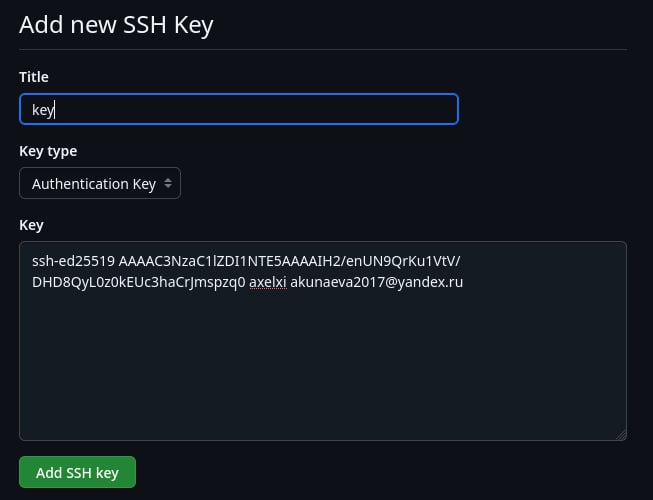 Add new SSH Key
Title
key
Key type
Authentication Key
Key
ssh-ed25519 AAAAC3NzaC1lZDI1NTE5AAAAIH2/enUN9QrKu1VtV/
DHD8QyL0z0kEUc3haCrJmspzq0 axelxi akunaeva2017@yandex.ru
Add SSH key